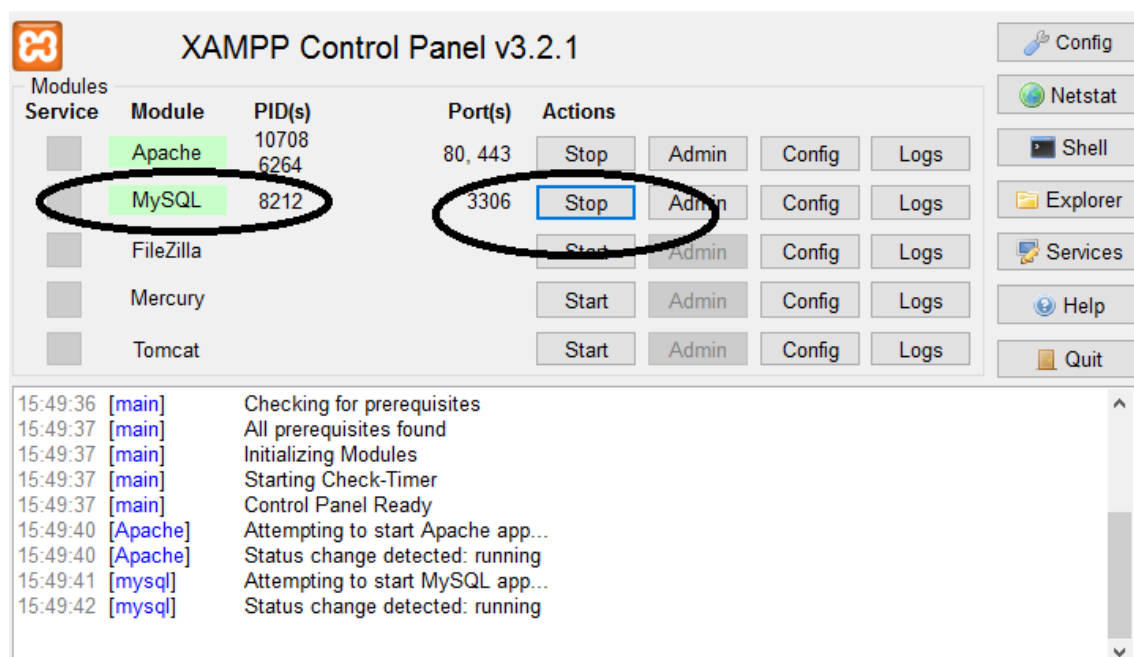 XAMPP Control Panel v3.2.1 Config
Modules
Netstat
Service Module PID(s) Port(s) Actions
Apache 10708 6264 80, 443 Stop Admin Config Logs Shell
MySQL 8212 3306 Stop Admin Config Logs Explorer
FileZilla Start Admin Config Logs Services
Mercury Start Admin Config Logs Help
Tomcat Start Admin Config Logs Quit
15:49:36 [main] Checking for prerequisites
15:49:37 [main] All prerequisites found
15:49:37 [main] Initializing Modules
15:49:37 [main] Starting Check-Timer
15:49:37 [main] Control Panel Ready
15:49:40 [Apache] Attempting to start Apache app...
15:49:40 [Apache] Status change detected: running
15:49:41 [mysql] Attempting to start MySQL app...
15:49:42 [mysql] Status change detected: running